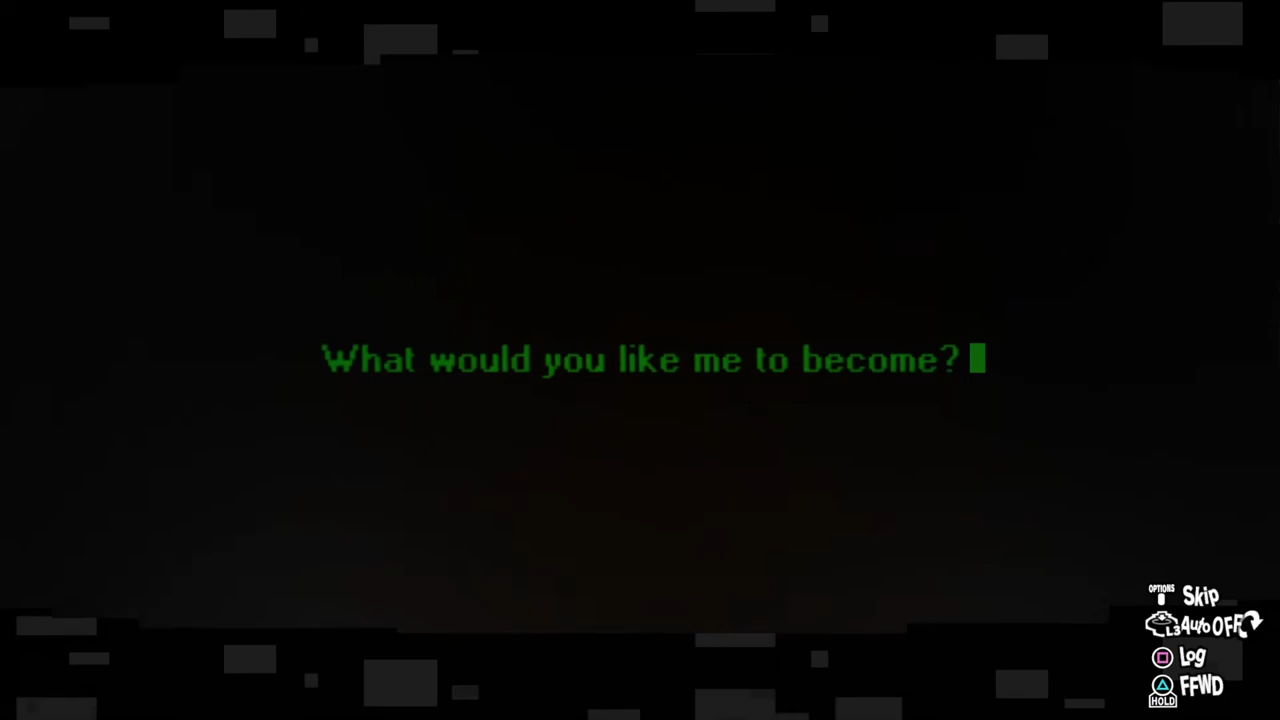 What would you like me to become?
OPTIONS Skip
L3 Auto OFF
Log
FFWD
HOLD